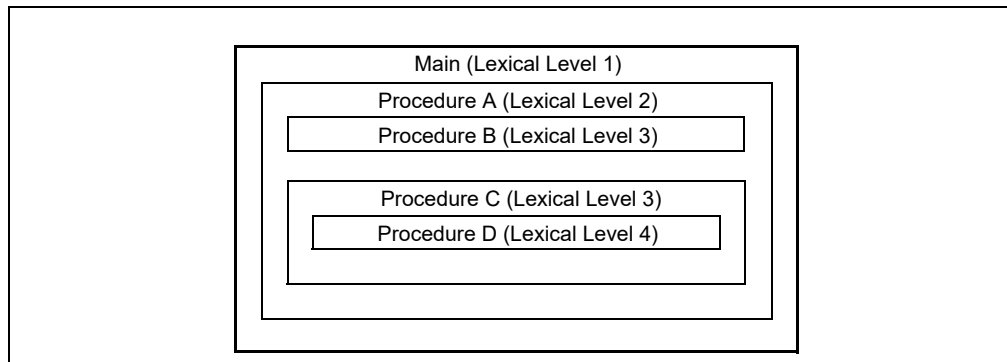 Main (Lexical Level 1)
Procedure A (Lexical Level 2)
Procedure B (Lexical Level 3)
Procedure C (Lexical Level 3)
Procedure D (Lexical Level 4)